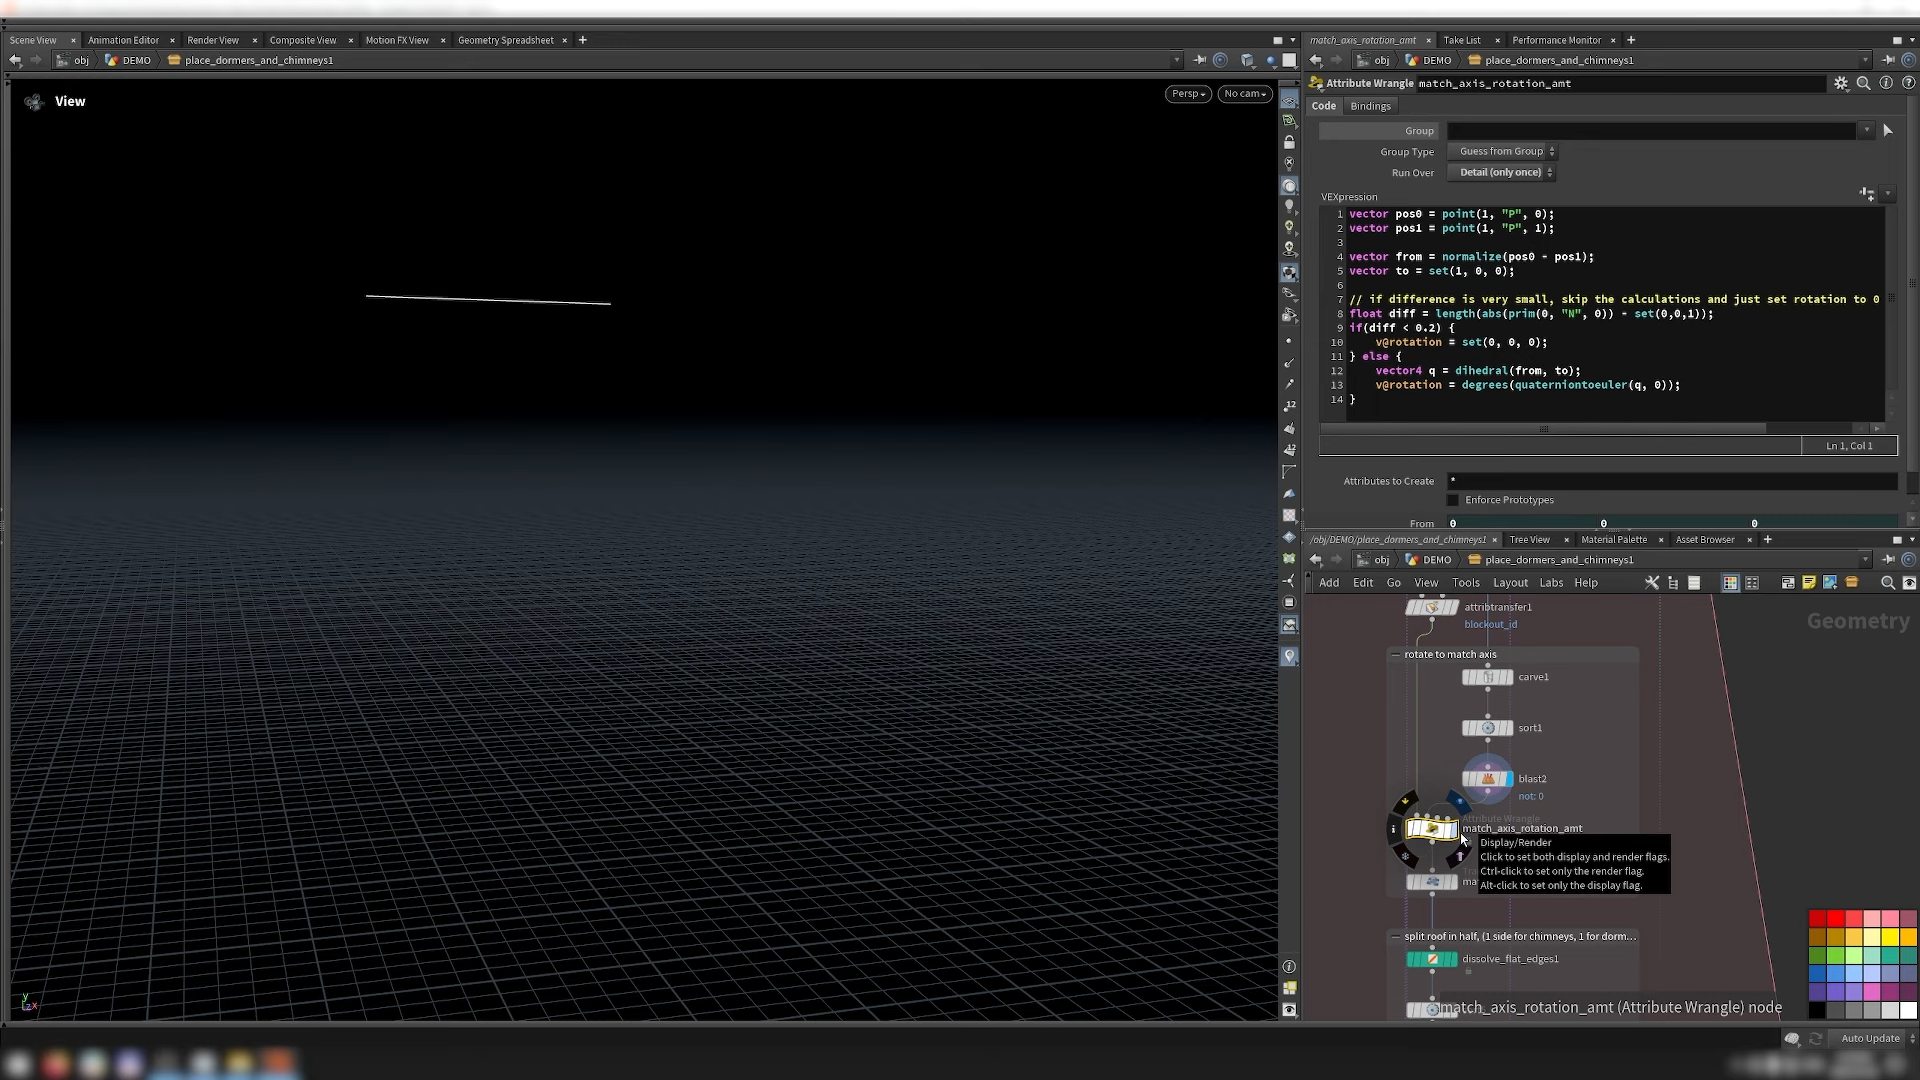 Scene View
Animation Editor
Render View
Composite View
Motion FX View
Geometry Spreadsheet
obj
DEMO
place_dormers_and_chimneys1
View
Persp
No cam
y
z x
match_axis_rotation_amt
Take List
Performance Monitor
obj
DEMO
place_dormers_and_chimneys1
Attribute Wrangle match_axis_rotation_amt
Code
Bindings
Group
Group Type Guess from Group
Run Over Detail (only once)
VEXpression
1 vector pos0 = point(1, "P", 0);
2 vector pos1 = point(1, "P", 1);
3
4 vector from = normalize(pos0 - pos1);
5 vector to = set(1, 0, 0);
6
7 // if difference is very small, skip the calculations and just set rotation to 0
8 float diff = length(abs(prim(0, "N", 0)) - set(0,0,1));
9 if(diff < 0.2) {
10 v@rotation = set(0, 0, 0);
11 } else {
12 vector4 q = dihedral(from, to);
13 v@rotation = degrees(quaterniontoeuler(q, 0));
14 }
Ln 1, Col 1
Attributes to Create *
Enforce Prototypes
From 0 0 0
/obj/DEMO/place_dormers_and_chimneys1
Tree View
Material Palette
Asset Browser
obj
DEMO
place_dormers_and_chimneys1
Add Edit Go View Tools Layout Labs Help
Geometry
attribtransfer1
blockout_id
rotate to match axis
carve1
sort1
blast2
not: 0
Attribute Wrangle
match_axis_rotation_amt
Display/Render
Click to set both display and render flags.
Ctrl-click to set only the render flag.
Alt-click to set only the display flag.
ma
split roof in half, (1 side for chimneys, 1 for dorm...
dissolve_flat_edges1
match_axis_rotation_amt (Attribute Wrangle) node
Auto Update